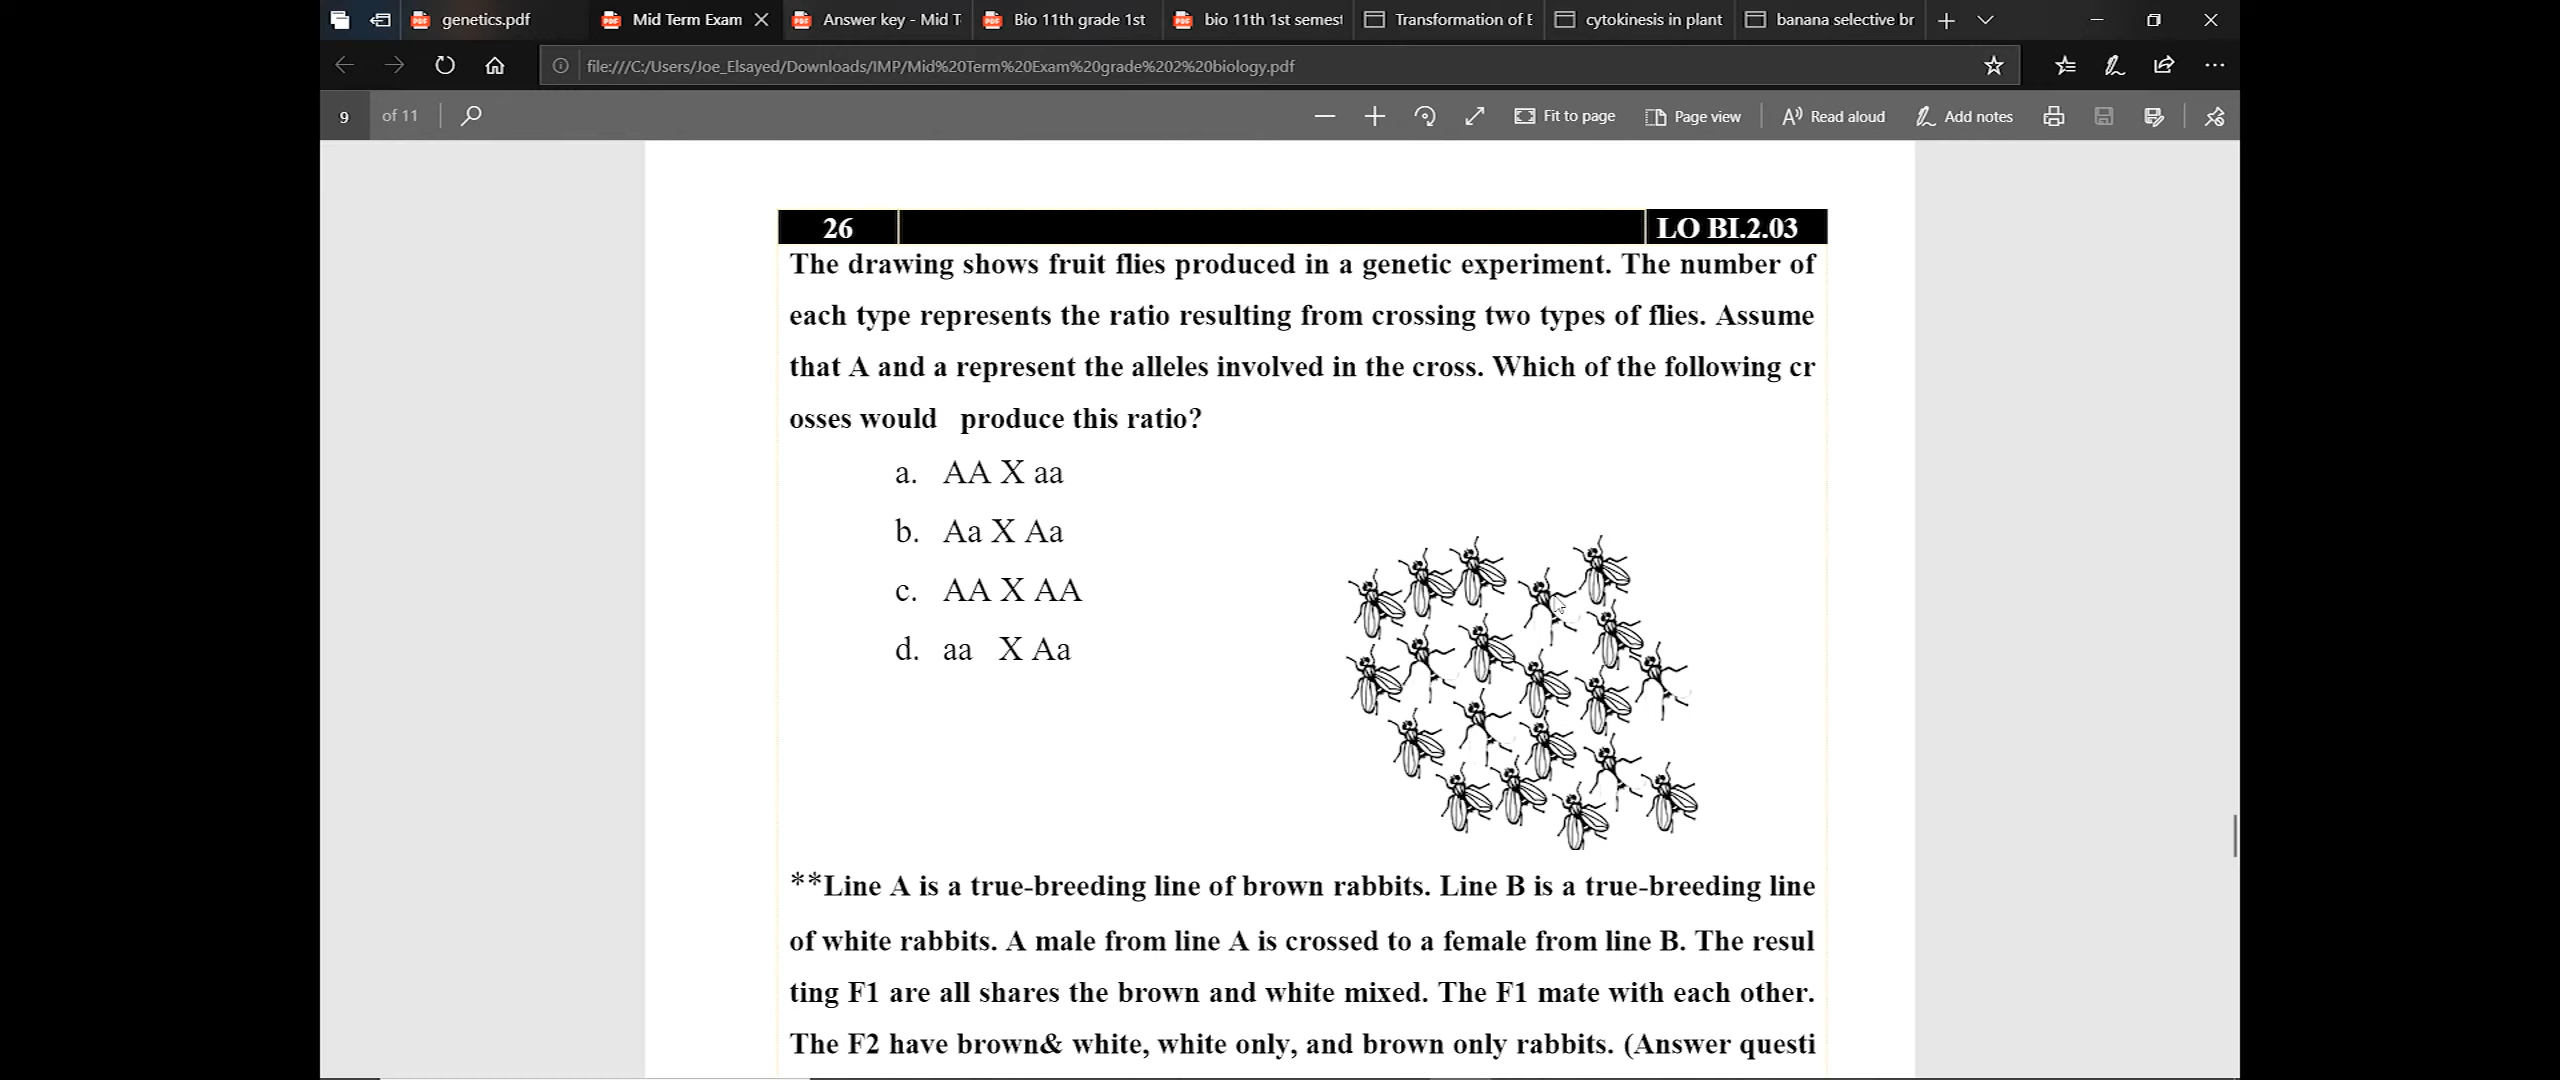 genetics.pdf
Mid Term Exam
Answer key - Mid T
Bio 11th grade 1st
bio 11th 1st semest
Transformation of E
cytokinesis in plant
banana selective br
file:///C:/Users/Joe_Elsayed/Downloads/IMP/Mid%20Term%20Exam%20grade%202%20biology.pdf
9 of 11
Fit to page
Page view
Read aloud
Add notes
26 LO BI.2.03
The drawing shows fruit flies produced in a genetic experiment. The number of
each type represents the ratio resulting from crossing two types of flies. Assume
that A and a represent the alleles involved in the cross. Which of the following cr
osses would produce this ratio?
a. AA X aa
b. Aa X Aa
c. AA X AA
d. aa X Aa
**Line A is a true-breeding line of brown rabbits. Line B is a true-breeding line
of white rabbits. A male from line A is crossed to a female from line B. The resul
ting F1 are all shares the brown and white mixed. The F1 mate with each other.
The F2 have brown& white, white only, and brown only rabbits. (Answer questi